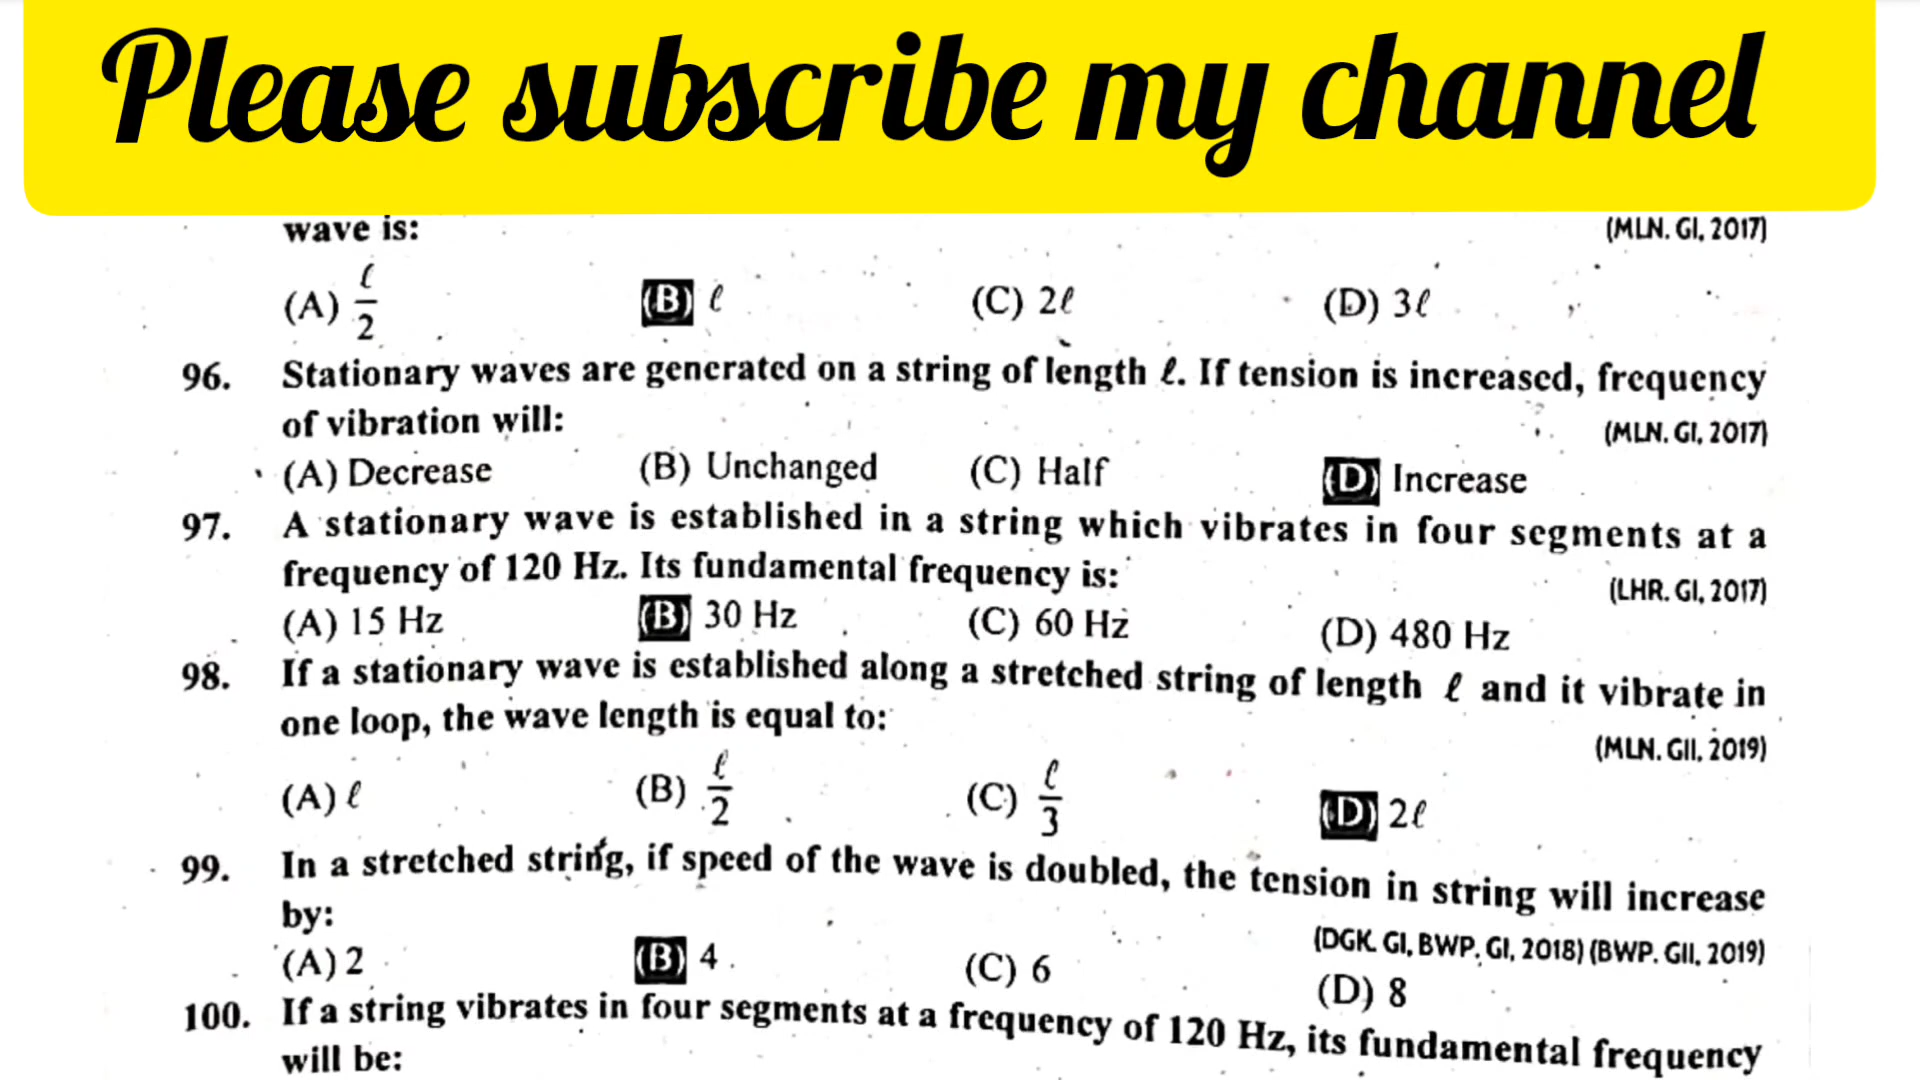 Please subscribe my channel
wave is: (MLN. GI, 2017)
(A) ℓ/2 (B) ℓ (C) 2ℓ (D) 3ℓ
96. Stationary waves are generated on a string of length ℓ. If tension is increased, frequency
of vibration will: (MLN. GI, 2017)
(A) Decrease (B) Unchanged (C) Half (D) Increase
97. A stationary wave is established in a string which vibrates in four segments at a
frequency of 120 Hz. Its fundamental frequency is: (LHR. GI, 2017)
(A) 15 Hz (B) 30 Hz (C) 60 Hz (D) 480 Hz
98. If a stationary wave is established along a stretched string of length ℓ and it vibrate in
one loop, the wave length is equal to: (MLN. GII, 2019)
(A) ℓ (B) ℓ/2 (C) ℓ/3 (D) 2ℓ
99. In a stretched string, if speed of the wave is doubled, the tension in string will increase
by: (DGK. GI, BWP. GI, 2018) (BWP. GII, 2019)
(A) 2 (B) 4 (C) 6 (D) 8
100. If a string vibrates in four segments at a frequency of 120 Hz, its fundamental frequency
will be: